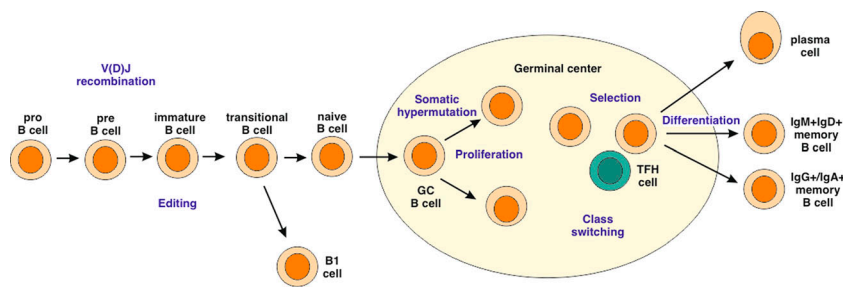 V(D)J
recombination
pro
B cell
pre
B cell
immature
B cell
transitional
B cell
naive
B cell
Editing
B1
cell
Germinal center
Somatic
hypermutation
Proliferation
GC
B cell
Selection
TFH
cell
Class
switching
Differentiation
plasma
cell
IgM+IgD+
memory
B cell
IgG+/IgA+
memory
B cell